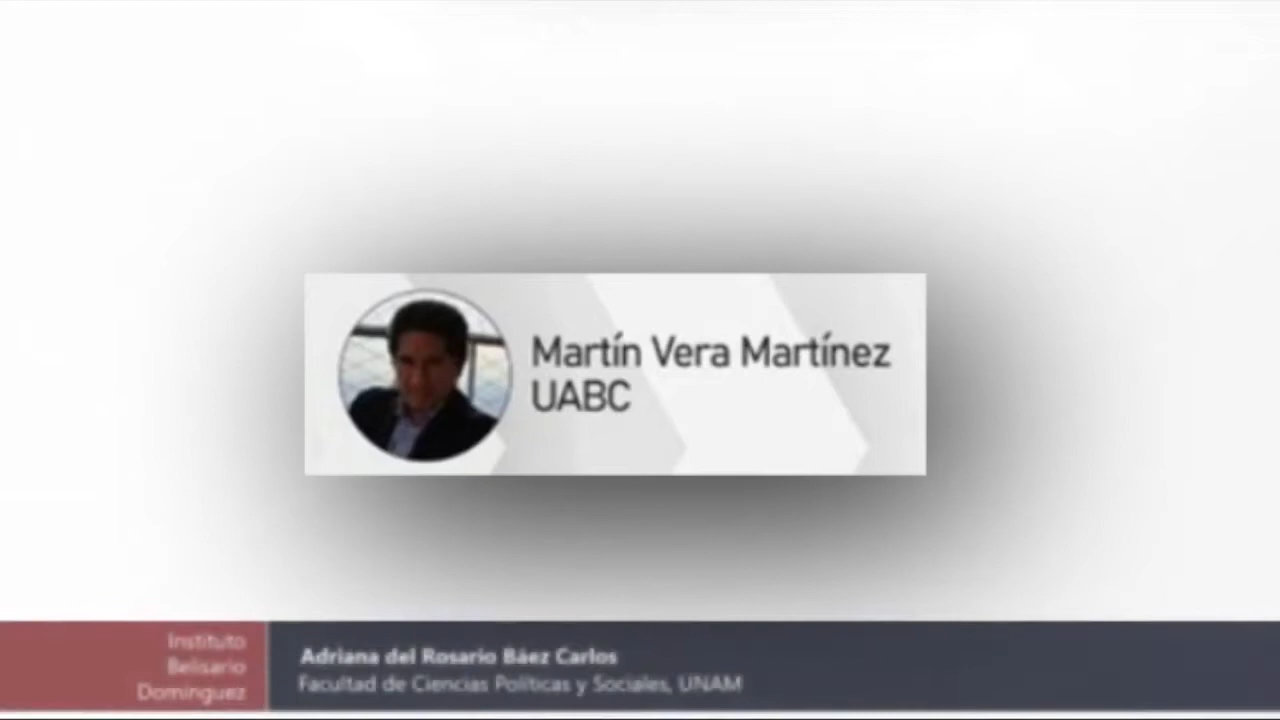 Martín Vera Martínez
UABC
Instituto
Belisario
Domínguez
Adriana del Rosario Báez Carlos
Facultad de Ciencias Políticas y Sociales, UNAM